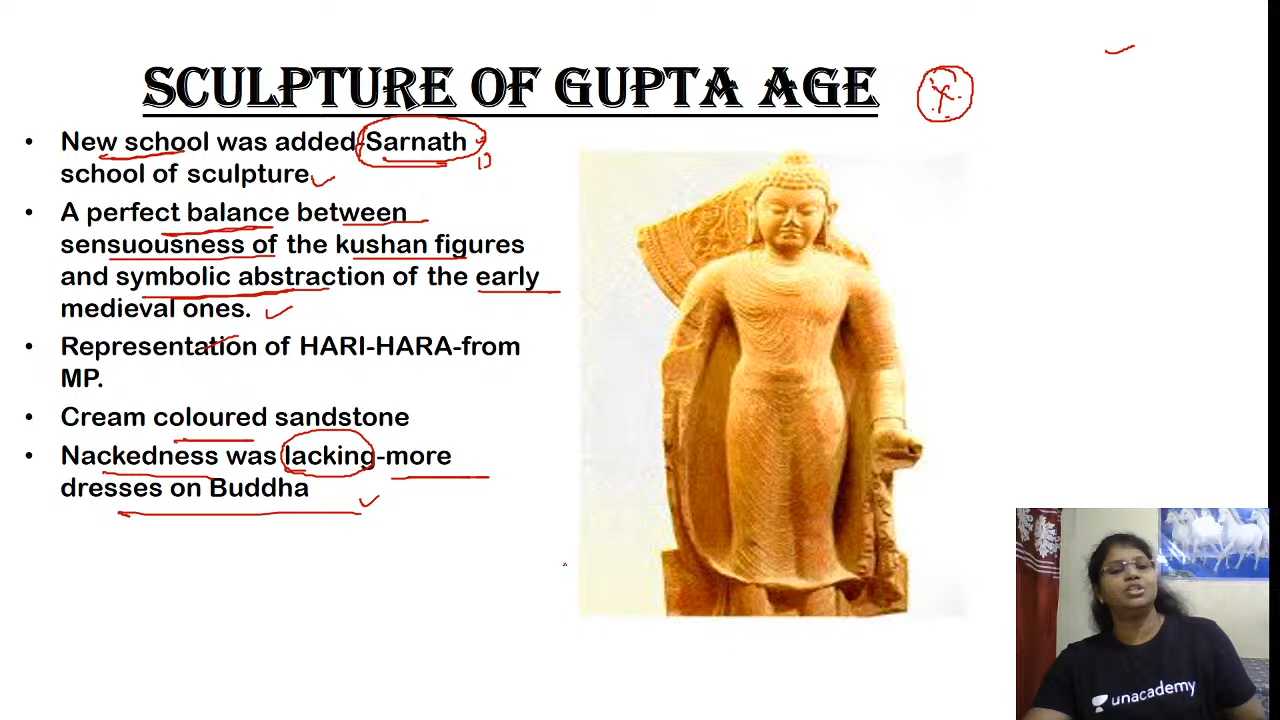 SCULPTURE OF GUPTA AGE
• New school was added-Sarnath
school of sculpture
• A perfect balance between
sensuousness of the kushan figures
and symbolic abstraction of the early
medieval ones.
• Representation of HARI-HARA-from
MP.
• Cream coloured sandstone
• Nackedness was lacking-more
dresses on Buddha
unacademy